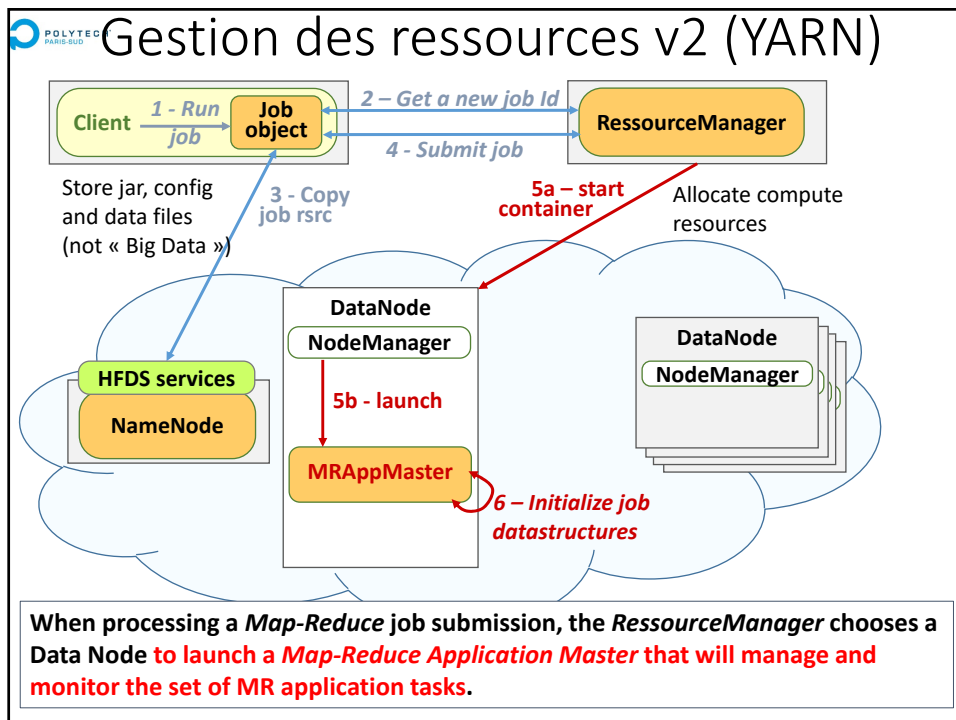 POLYTECH
PARIS-SUD
Gestion des ressources v2 (YARN)
Client
1 - Run
job
Job
object
2 – Get a new job Id
4 - Submit job
RessourceManager
Store jar, config
and data files
(not « Big Data »)
3 - Copy
job rsrc
5a – start
container
Allocate compute
resources
DataNode
NodeManager
5b - launch
MRAppMaster
6 – Initialize job
datastructures
HFDS services
NameNode
DataNode
NodeManager
When processing a Map-Reduce job submission, the RessourceManager chooses a
Data Node to launch a Map-Reduce Application Master that will manage and
monitor the set of MR application tasks.